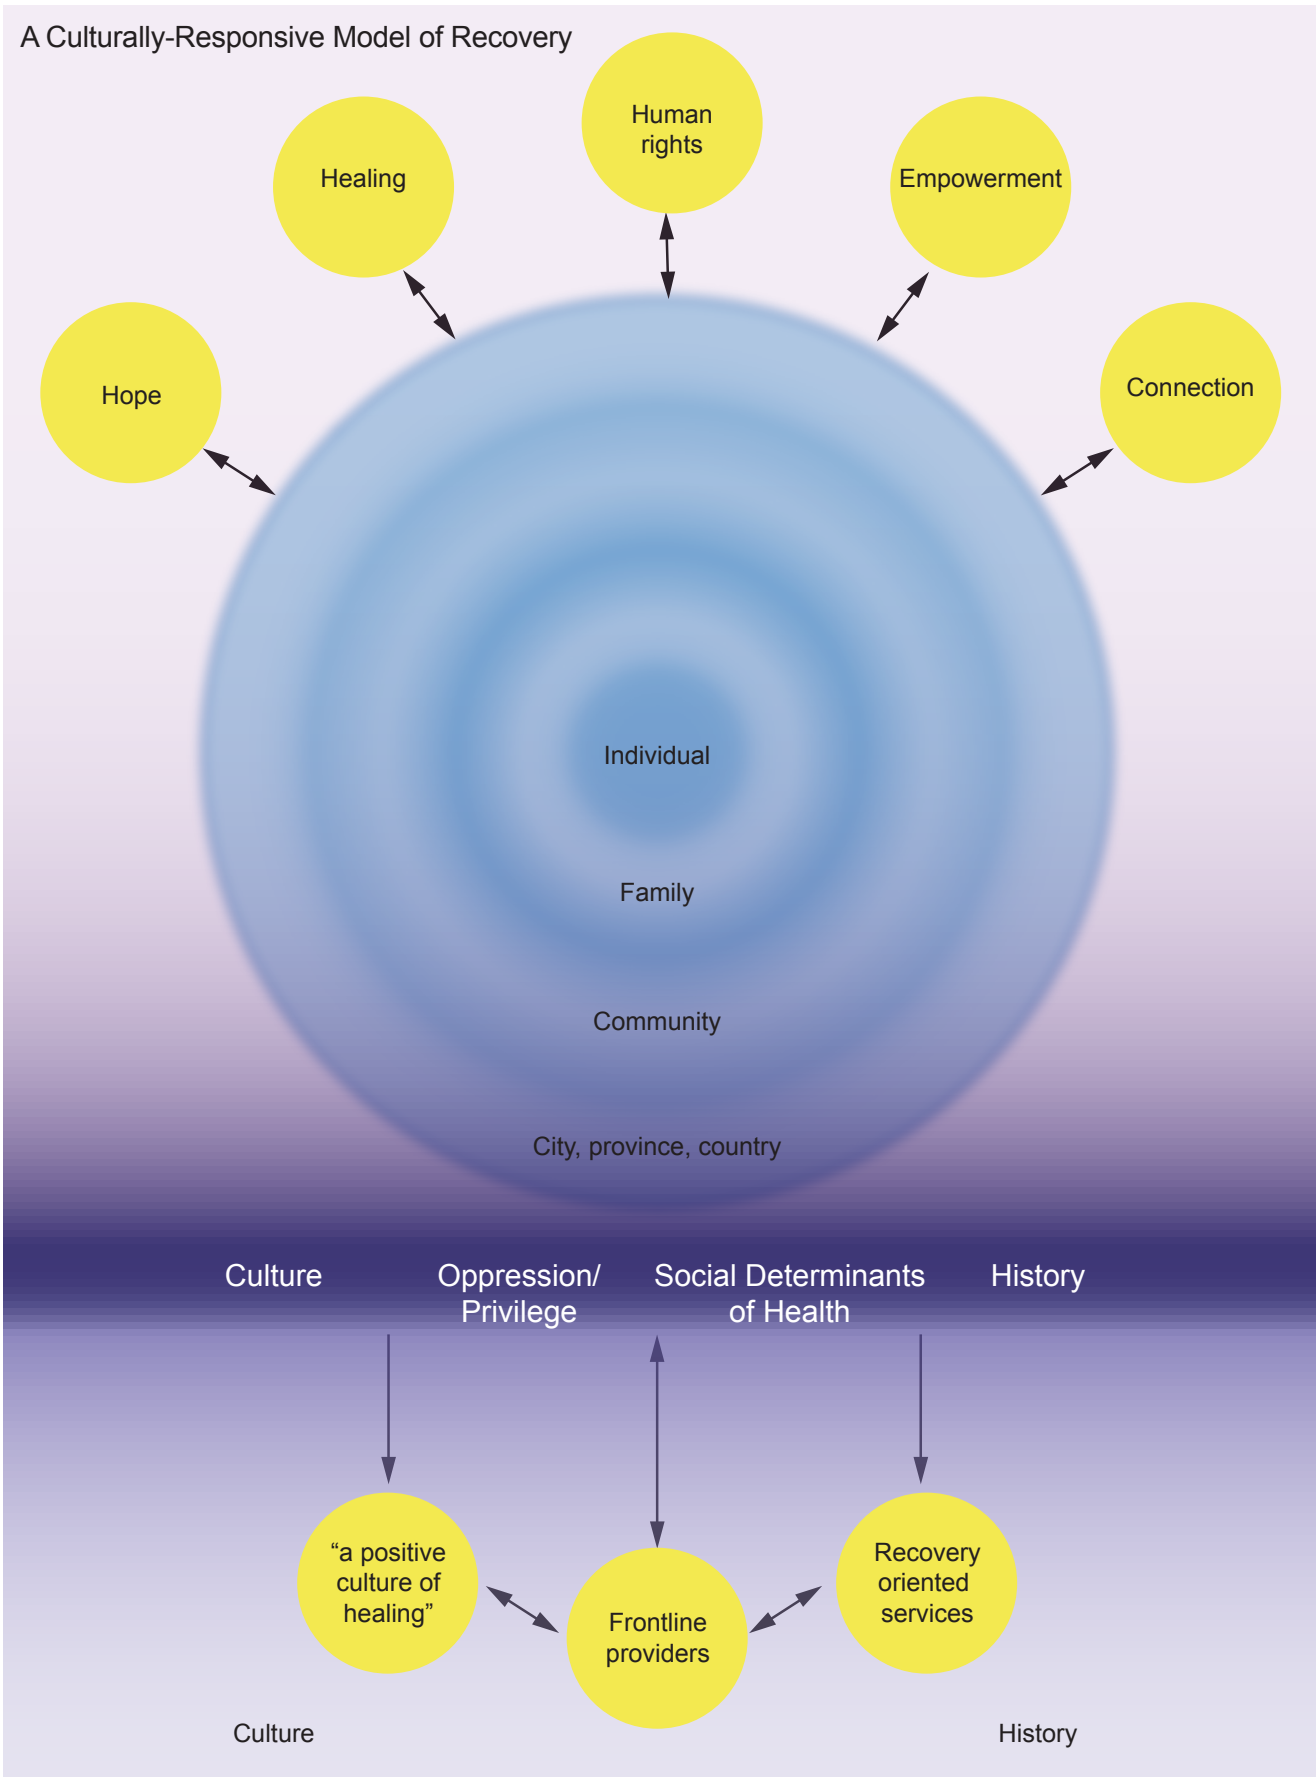 A Culturally-Responsive Model of Recovery
Human
rights
Healing
Empowerment
Hope
Connection
Individual
Family
Community
City, province, country
Culture
Oppression/
Privilege
Social Determinants
of Health
History
“a positive
culture of
healing”
Frontline
providers
Recovery
oriented
services
Culture
History